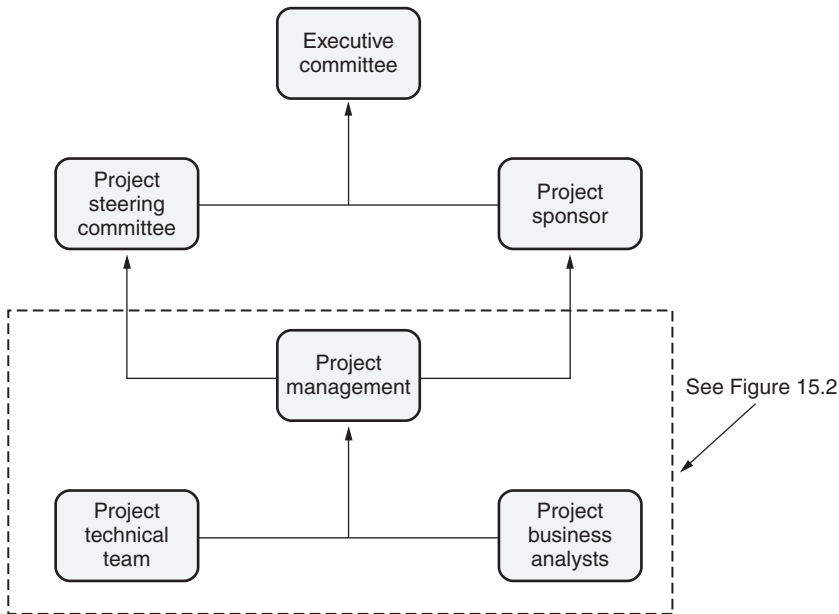 Executive
committee
Project
steering
committee
Project
sponsor
Project
management
See Figure 15.2
Project
technical
team
Project
business
analysts